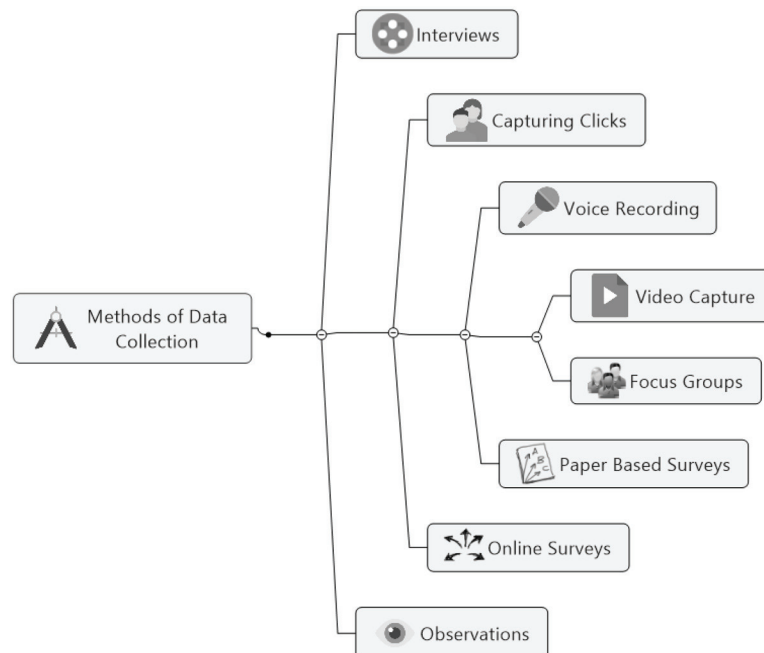 Interviews
Capturing Clicks
Voice Recording
Video Capture
Methods of Data
Collection
Focus Groups
Paper Based Surveys
Online Surveys
Observations